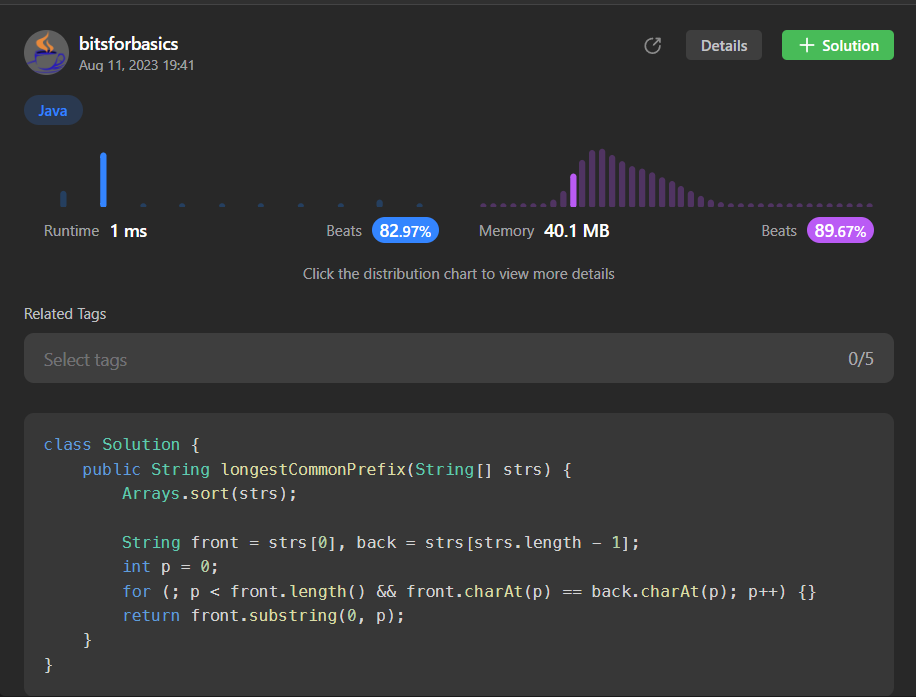 bitsforbasics
Aug 11, 2023 19:41
Details
+ Solution
Java
Runtime 1 ms Beats 82.97% Memory 40.1 MB Beats 89.67%
Click the distribution chart to view more details
Related Tags
Select tags 0/5
class Solution {
    public String longestCommonPrefix(String[] strs) {
        Arrays.sort(strs);
        String front = strs[0], back = strs[strs.length - 1];
        int p = 0;
        for (; p < front.length() && front.charAt(p) == back.charAt(p); p++) {}
        return front.substring(0, p);
    }
}